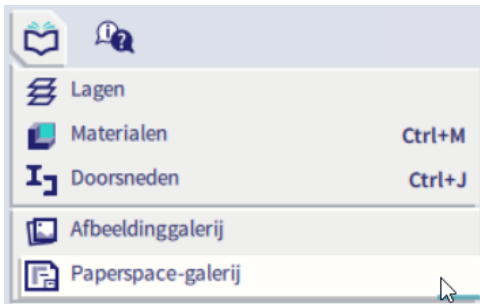 Lagen
Materialen Ctrl+M
Doorsneden Ctrl+J
Afbeeldinggalerij
Paperspace-galerij